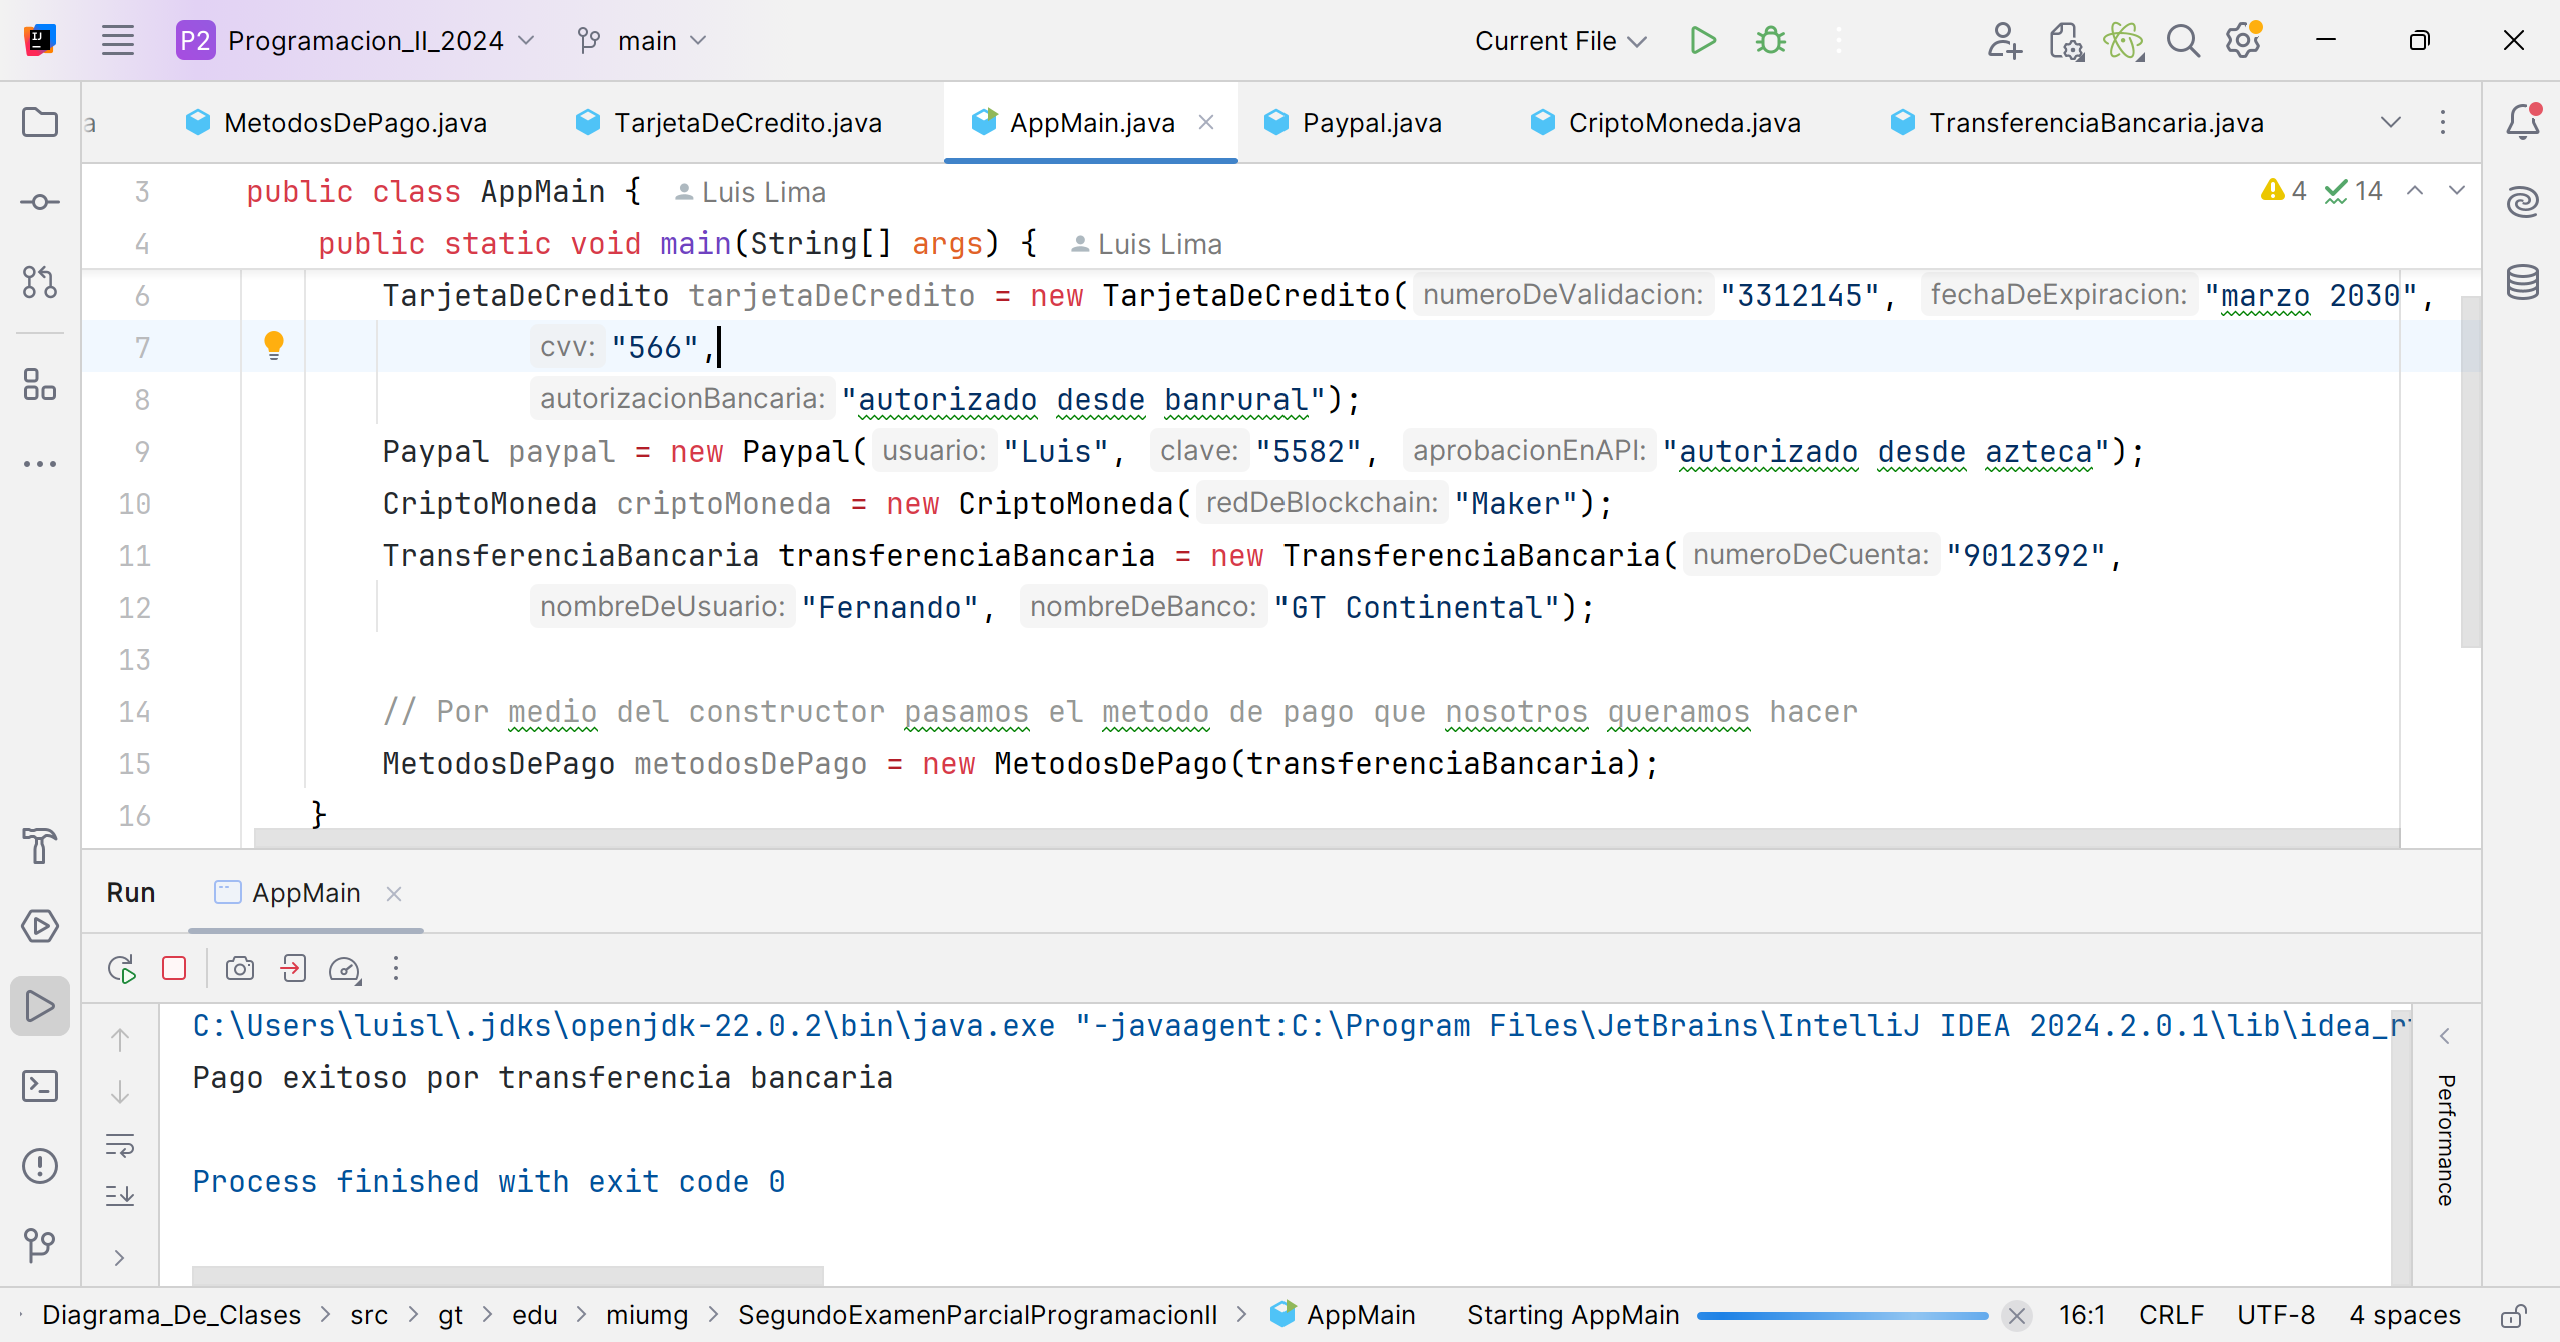 P2 Programacion_II_2024 main Current File
a MetodosDePago.java TarjetaDeCredito.java AppMain.java Paypal.java CriptoMoneda.java TransferenciaBancaria.java
3 public class AppMain { Luis Lima 4 14
4 public static void main(String[] args) { Luis Lima
6 TarjetaDeCredito tarjetaDeCredito = new TarjetaDeCredito( numeroDeValidacion: "3312145", fechaDeExpiracion: "marzo 2030",
7 cvv: "566",
8 autorizacionBancaria: "autorizado desde banrural");
9 Paypal paypal = new Paypal( usuario: "Luis", clave: "5582", aprobacionEnAPI: "autorizado desde azteca");
10 CriptoMoneda criptoMoneda = new CriptoMoneda( redDeBlockchain: "Maker");
11 TransferenciaBancaria transferenciaBancaria = new TransferenciaBancaria( numeroDeCuenta: "9012392",
12 nombreDeUsuario: "Fernando", nombreDeBanco: "GT Continental");
13
14 // Por medio del constructor pasamos el metodo de pago que nosotros queramos hacer
15 MetodosDePago metodosDePago = new MetodosDePago(transferenciaBancaria);
16 }
Run AppMain
C:\Users\luisl\.jdks\openjdk-22.0.2\bin\java.exe "-javaagent:C:\Program Files\JetBrains\IntelliJ IDEA 2024.2.0.1\lib\idea_r
Pago exitoso por transferencia bancaria
Process finished with exit code 0
Performance
Diagrama_De_Clases > src > gt > edu > miumg > SegundoExamenParcialProgramacionII > AppMain Starting AppMain 16:1 CRLF UTF-8 4 spaces